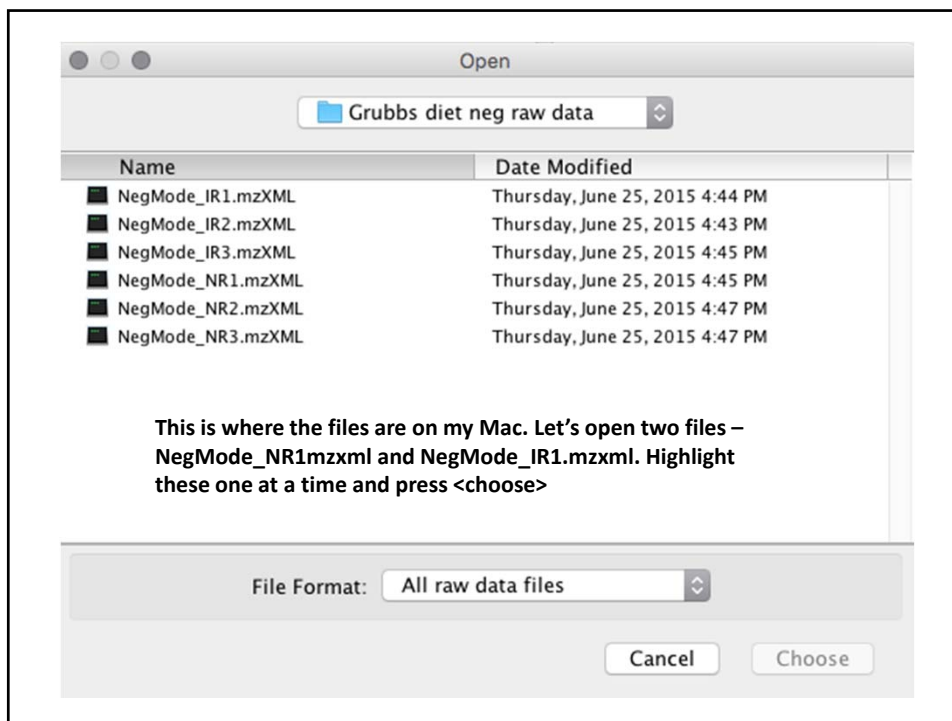 Open
Grubbs diet neg raw data
Name Date Modified
NegMode_IR1.mzXML Thursday, June 25, 2015 4:44 PM
NegMode_IR2.mzXML Thursday, June 25, 2015 4:43 PM
NegMode_IR3.mzXML Thursday, June 25, 2015 4:45 PM
NegMode_NR1.mzXML Thursday, June 25, 2015 4:45 PM
NegMode_NR2.mzXML Thursday, June 25, 2015 4:47 PM
NegMode_NR3.mzXML Thursday, June 25, 2015 4:47 PM
This is where the files are on my Mac. Let’s open two files –
NegMode_NR1mzxml and NegMode_IR1.mzxml. Highlight
these one at a time and press <choose>
File Format: All raw data files
Cancel Choose